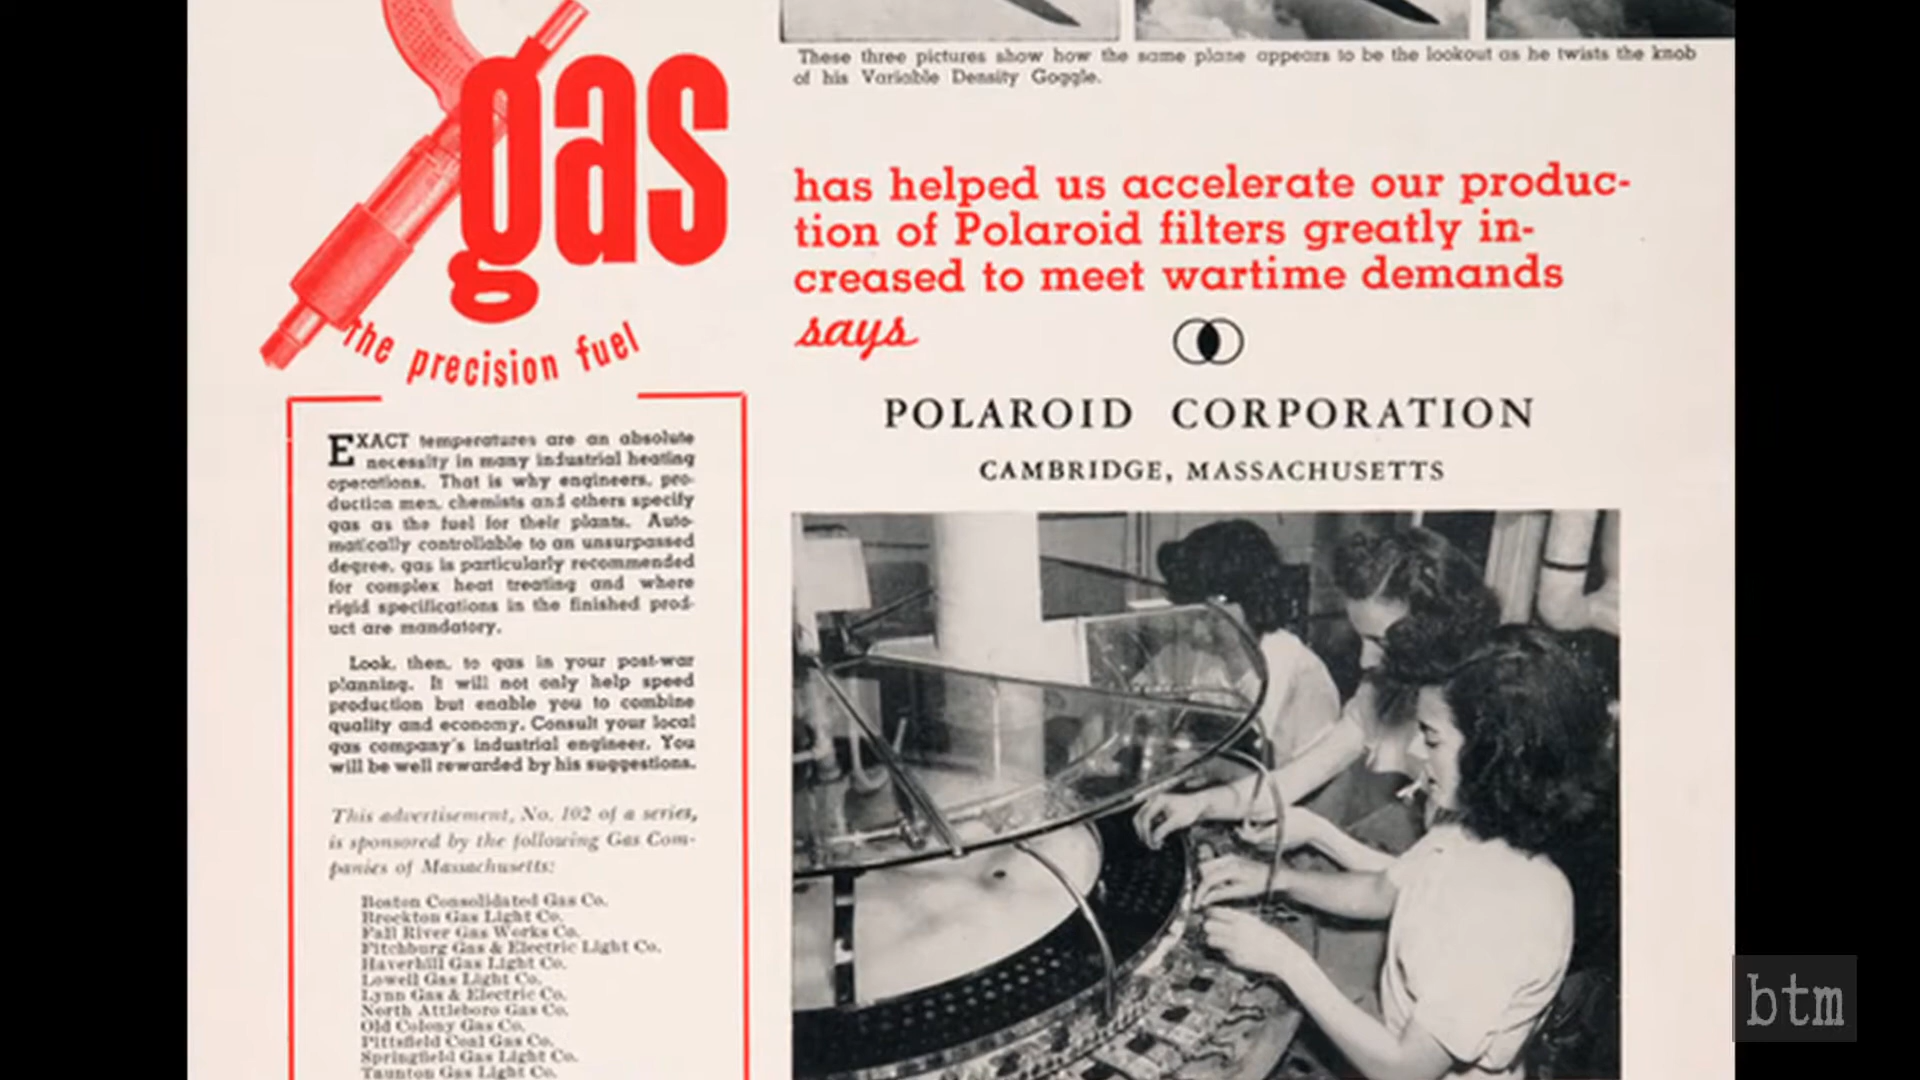 gas
the precision fuel
EXACT temperatures are an absolute
necessity in many industrial heating
operations. That is why engineers, pro-
duction men, chemists and others specify
gas as the fuel for their plants. Auto-
matically controllable to an unsurpassed
degree, gas is particularly recommended
for complex heat treating and where
rigid specifications in the finished prod-
uct are mandatory.
Look, then, to gas in your post-war
planning. It will not only help speed
production but enable you to combine
quality and economy. Consult your local
gas company's industrial engineer. You
will be well rewarded by his suggestions.
This advertisement, No. 102 of a series,
is sponsored by the following Gas Com-
panies of Massachusetts:
Boston Consolidated Gas Co.
Brockton Gas Light Co.
Fall River Gas Works Co.
Fitchburg Gas & Electric Light Co.
Haverhill Gas Light Co.
Lowell Gas Light Co.
Lynn Gas & Electric Co.
North Attleboro Gas Co.
Old Colony Gas Co.
Pittsfield Coal Gas Co.
Springfield Gas Light Co.
Taunton Gas Light Co.
These three pictures show how the same plane appears to be the lookout as he twists the knob
of his Variable Density Goggle.
has helped us accelerate our produc-
tion of Polaroid filters greatly in-
creased to meet wartime demands
says
POLAROID CORPORATION
CAMBRIDGE, MASSACHUSETTS
btm